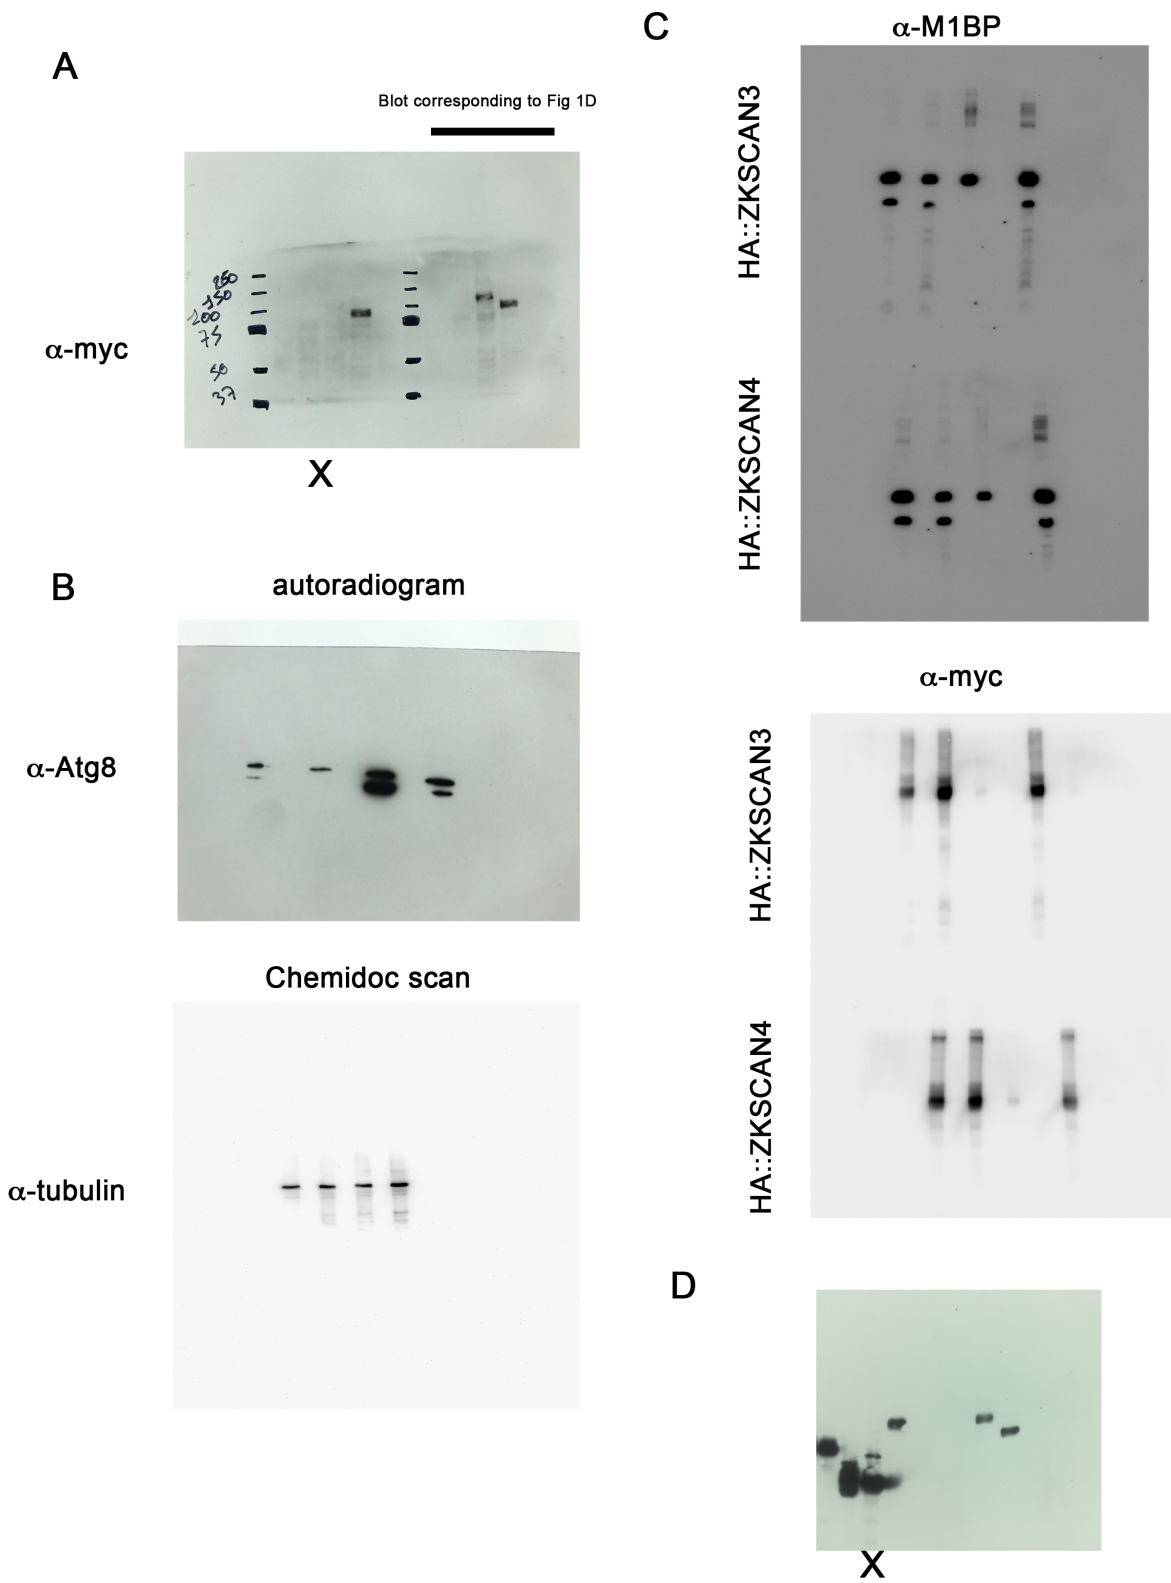 A
Blot corresponding to Fig 1D
250
150
100
75
50
37
α-myc
X
B
autoradiogram
α-Atg8
Chemidoc scan
α-tubulin
C
α-M1BP
HA::ZKSCAN3
HA::ZKSCAN4
α-myc
HA::ZKSCAN3
HA::ZKSCAN4
D
X